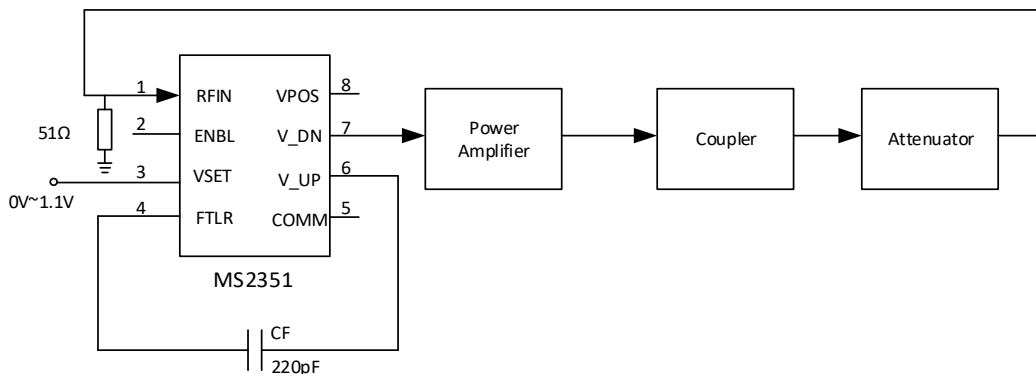 1
RFIN
VPOS
8
51Ω
2
ENBL
V_DN
7
Power
Amplifier
Coupler
Attenuator
3
VSET
V_UP
6
0V~1.1V
4
FTLR
COMM
5
MS2351
CF
220pF